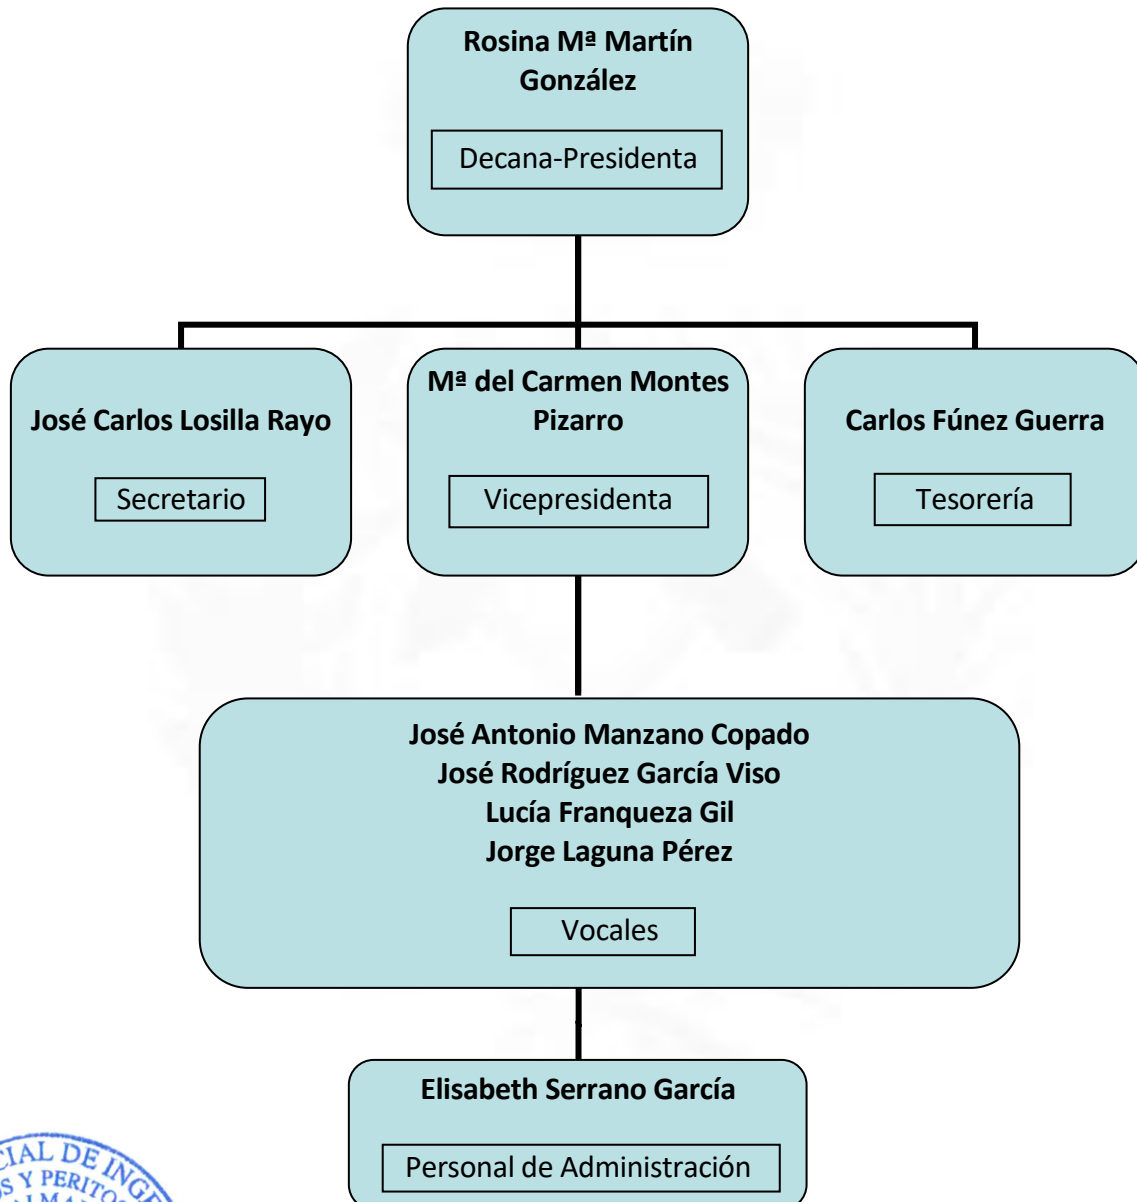 Rosina Mª Martín
González
Decana-Presidenta
José Carlos Losilla Rayo
Secretario
Mª del Carmen Montes
Pizarro
Vicepresidenta
Carlos Fúnez Guerra
Tesorería
José Antonio Manzano Copado
José Rodríguez García Viso
Lucía Franqueza Gil
Jorge Laguna Pérez
Vocales
Elisabeth Serrano García
Personal de Administración
DE
Y PERITOS